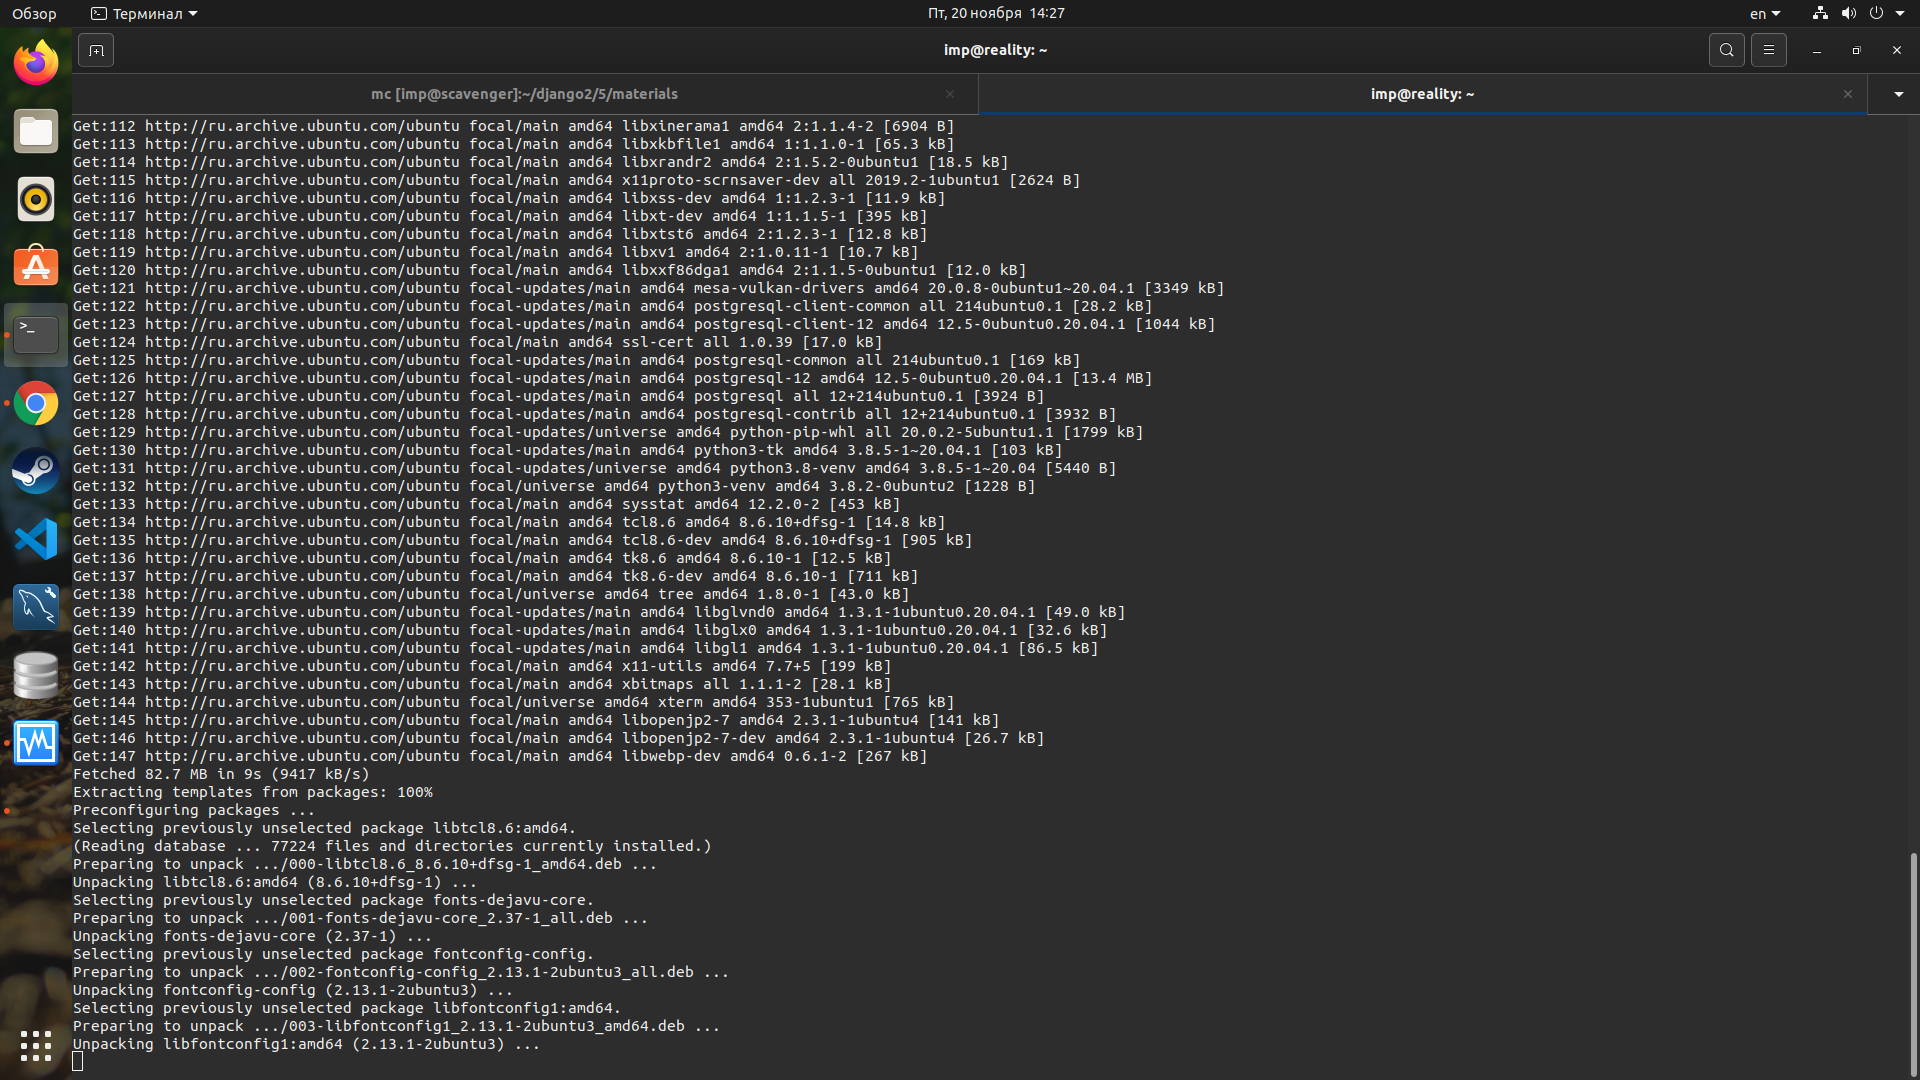 Обзор
Терминал
Пт, 20 ноября 14:27
en
imp@reality: ~
mc [imp@scavenger]:~/django2/5/materials
imp@reality: ~
Get:112 http://ru.archive.ubuntu.com/ubuntu focal/main amd64 libxinerama1 amd64 2:1.1.4-2 [6904 B]
Get:113 http://ru.archive.ubuntu.com/ubuntu focal/main amd64 libxkbfile1 amd64 1:1.1.0-1 [65.3 kB]
Get:114 http://ru.archive.ubuntu.com/ubuntu focal/main amd64 libxrandr2 amd64 2:1.5.2-0ubuntu1 [18.5 kB]
Get:115 http://ru.archive.ubuntu.com/ubuntu focal/main amd64 x11proto-scrnsaver-dev all 2019.2-1ubuntu1 [2624 B]
Get:116 http://ru.archive.ubuntu.com/ubuntu focal/main amd64 libxss-dev amd64 1:1.2.3-1 [11.9 kB]
Get:117 http://ru.archive.ubuntu.com/ubuntu focal/main amd64 libxt-dev amd64 1:1.1.5-1 [395 kB]
Get:118 http://ru.archive.ubuntu.com/ubuntu focal/main amd64 libxtst6 amd64 2:1.2.3-1 [12.8 kB]
Get:119 http://ru.archive.ubuntu.com/ubuntu focal/main amd64 libxv1 amd64 2:1.0.11-1 [10.7 kB]
Get:120 http://ru.archive.ubuntu.com/ubuntu focal/main amd64 libxxf86dga1 amd64 2:1.1.5-0ubuntu1 [12.0 kB]
Get:121 http://ru.archive.ubuntu.com/ubuntu focal-updates/main amd64 mesa-vulkan-drivers amd64 20.0.8-0ubuntu1~20.04.1 [3349 kB]
Get:122 http://ru.archive.ubuntu.com/ubuntu focal-updates/main amd64 postgresql-client-common all 214ubuntu0.1 [28.2 kB]
Get:123 http://ru.archive.ubuntu.com/ubuntu focal-updates/main amd64 postgresql-client-12 amd64 12.5-0ubuntu0.20.04.1 [1044 kB]
Get:124 http://ru.archive.ubuntu.com/ubuntu focal/main amd64 ssl-cert all 1.0.39 [17.0 kB]
Get:125 http://ru.archive.ubuntu.com/ubuntu focal-updates/main amd64 postgresql-common all 214ubuntu0.1 [169 kB]
Get:126 http://ru.archive.ubuntu.com/ubuntu focal-updates/main amd64 postgresql-12 amd64 12.5-0ubuntu0.20.04.1 [13.4 MB]
Get:127 http://ru.archive.ubuntu.com/ubuntu focal-updates/main amd64 postgresql all 12+214ubuntu0.1 [3924 B]
Get:128 http://ru.archive.ubuntu.com/ubuntu focal-updates/main amd64 postgresql-contrib all 12+214ubuntu0.1 [3932 B]
Get:129 http://ru.archive.ubuntu.com/ubuntu focal-updates/universe amd64 python-pip-whl all 20.0.2-5ubuntu1.1 [1799 kB]
Get:130 http://ru.archive.ubuntu.com/ubuntu focal-updates/main amd64 python3-tk amd64 3.8.5-1~20.04.1 [103 kB]
Get:131 http://ru.archive.ubuntu.com/ubuntu focal-updates/universe amd64 python3.8-venv amd64 3.8.5-1~20.04 [5440 B]
Get:132 http://ru.archive.ubuntu.com/ubuntu focal/universe amd64 python3-venv amd64 3.8.2-0ubuntu2 [1228 B]
Get:133 http://ru.archive.ubuntu.com/ubuntu focal/main amd64 sysstat amd64 12.2.0-2 [453 kB]
Get:134 http://ru.archive.ubuntu.com/ubuntu focal/main amd64 tcl8.6 amd64 8.6.10+dfsg-1 [14.8 kB]
Get:135 http://ru.archive.ubuntu.com/ubuntu focal/main amd64 tcl8.6-dev amd64 8.6.10+dfsg-1 [905 kB]
Get:136 http://ru.archive.ubuntu.com/ubuntu focal/main amd64 tk8.6 amd64 8.6.10-1 [12.5 kB]
Get:137 http://ru.archive.ubuntu.com/ubuntu focal/main amd64 tk8.6-dev amd64 8.6.10-1 [711 kB]
Get:138 http://ru.archive.ubuntu.com/ubuntu focal/universe amd64 tree amd64 1.8.0-1 [43.0 kB]
Get:139 http://ru.archive.ubuntu.com/ubuntu focal-updates/main amd64 libglvnd0 amd64 1.3.1-1ubuntu0.20.04.1 [49.0 kB]
Get:140 http://ru.archive.ubuntu.com/ubuntu focal-updates/main amd64 libglx0 amd64 1.3.1-1ubuntu0.20.04.1 [32.6 kB]
Get:141 http://ru.archive.ubuntu.com/ubuntu focal-updates/main amd64 libgl1 amd64 1.3.1-1ubuntu0.20.04.1 [86.5 kB]
Get:142 http://ru.archive.ubuntu.com/ubuntu focal/main amd64 x11-utils amd64 7.7+5 [199 kB]
Get:143 http://ru.archive.ubuntu.com/ubuntu focal/main amd64 xbitmaps all 1.1.1-2 [28.1 kB]
Get:144 http://ru.archive.ubuntu.com/ubuntu focal/universe amd64 xterm amd64 353-1ubuntu1 [765 kB]
Get:145 http://ru.archive.ubuntu.com/ubuntu focal/main amd64 libopenjp2-7 amd64 2.3.1-1ubuntu4 [141 kB]
Get:146 http://ru.archive.ubuntu.com/ubuntu focal/main amd64 libopenjp2-7-dev amd64 2.3.1-1ubuntu4 [26.7 kB]
Get:147 http://ru.archive.ubuntu.com/ubuntu focal/main amd64 libwebp-dev amd64 0.6.1-2 [267 kB]
Fetched 82.7 MB in 9s (9417 kB/s)
Extracting templates from packages: 100%
Preconfiguring packages ...
Selecting previously unselected package libtcl8.6:amd64.
(Reading database ... 77224 files and directories currently installed.)
Preparing to unpack .../000-libtcl8.6_8.6.10+dfsg-1_amd64.deb ...
Unpacking libtcl8.6:amd64 (8.6.10+dfsg-1) ...
Selecting previously unselected package fonts-dejavu-core.
Preparing to unpack .../001-fonts-dejavu-core_2.37-1_all.deb ...
Unpacking fonts-dejavu-core (2.37-1) ...
Selecting previously unselected package fontconfig-config.
Preparing to unpack .../002-fontconfig-config_2.13.1-2ubuntu3_all.deb ...
Unpacking fontconfig-config (2.13.1-2ubuntu3) ...
Selecting previously unselected package libfontconfig1:amd64.
Preparing to unpack .../003-libfontconfig1_2.13.1-2ubuntu3_amd64.deb ...
Unpacking libfontconfig1:amd64 (2.13.1-2ubuntu3) ...